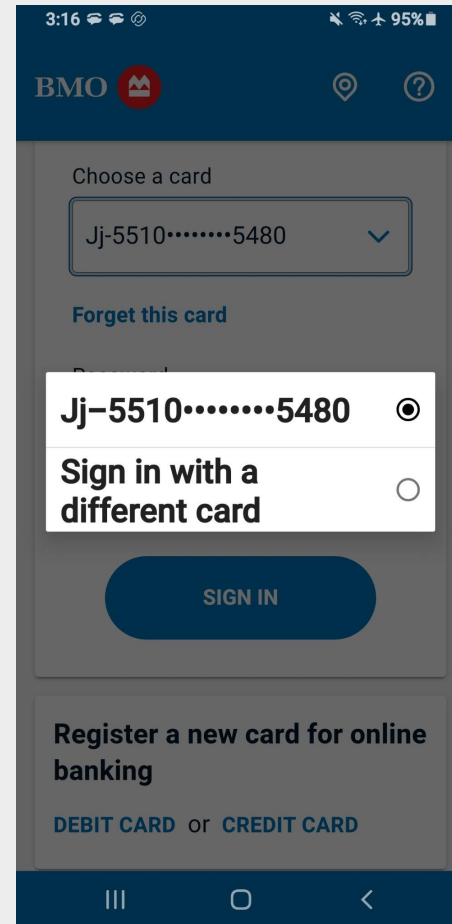 3:16 95%
BMO
Choose a card
Jj-5510••••••••5480
Forget this card
Password
Jj–5510••••••••5480
Sign in with a
different card
SIGN IN
Register a new card for online
banking
DEBIT CARD or CREDIT CARD